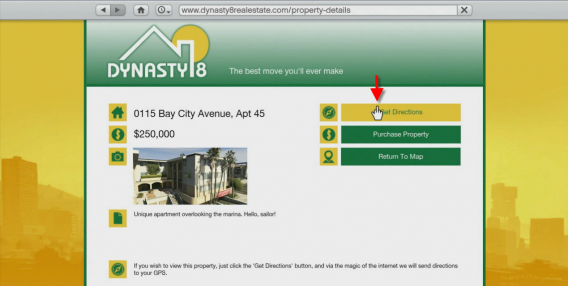 www.dynasty8realestate.com/property-details
DYNASTY8
The best move you'll ever make
0115 Bay City Avenue, Apt 45
$250,000
Get Directions
Purchase Property
Return To Map
Unique apartment overlooking the marina. Hello, sailor!
If you wish to view this property, just click the 'Get Directions' button, and via the magic of the internet we will send directions
to your GPS.